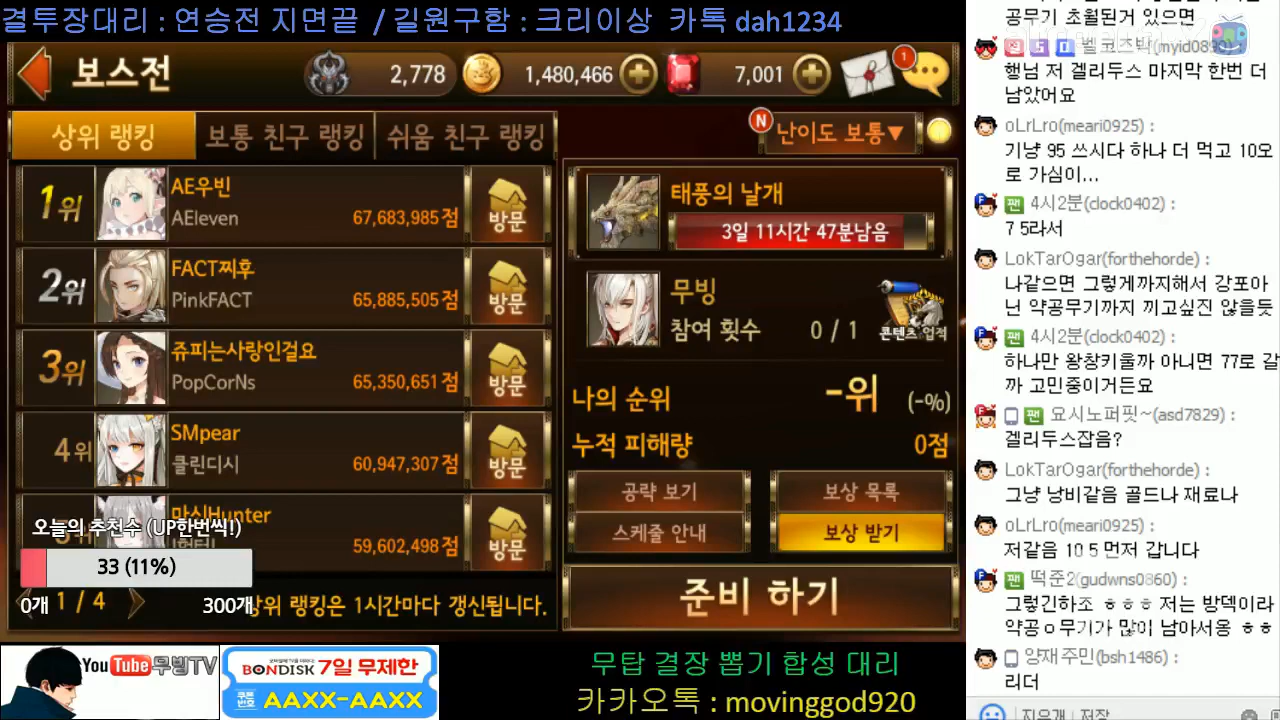 결투장대리 : 연승전 지면끝 / 길원구함 : 크리이상 카톡 dah1234
보스전
2,778
1,480,466
7,001
1
상위 랭킹
보통 친구 랭킹
쉬움 친구 랭킹
N
난이도 보통▼
1위
AE우빈
AEleven
67,683,985점
방문
2위
FACT찌후
PinkFACT
65,885,505점
방문
3위
쥬피는사랑인걸요
PopCorNs
65,350,651점
방문
4위
SMpear
클린디시
60,947,307점
방문
59,602,498점
방문
오늘의 추천수 (UP한번씩!)
33 (11%)
0개
300개
1 / 4
상위 랭킹은 1시간마다 갱신됩니다.
태풍의 날개
3일 11시간 47분남음
무빙
참여 횟수 0 / 1
콘텐츠 업적
나의 순위 -위 (-%)
누적 피해량 0점
공략 보기
보상 목록
스케줄 안내
보상 받기
준비 하기
YouTube 무빙TV
BONDISK 7일 무제한
쿠폰번호 AAXX-AAXX
무탑 결장 뽑기 합성 대리
카카오톡 : movinggod920
공무기 초월된거 있으면
벨코즈박(myid0890) :
행님 저 겔리두스 마지막 한번 더
남았어요
oLrLro(meari0925) :
기냥 95 쓰시다 하나 더 먹고 10오
로 가심이...
팬 4시2분(clock0402) :
7 5라서
LokTarOgar(forthehorde) :
나같으면 그렇게까지해서 강포아
닌 약공무기까지 끼고싶진 않을듯
팬 4시2분(clock0402) :
하나만 왕창키울까 아니면 77로 갈
까 고민중이거든요
팬 요시노퍼핏~(asd7829) :
겔리두스잡음?
LokTarOgar(forthehorde) :
그냥 낭비같음 골드나 재료나
oLrLro(meari0925) :
저같음 10 5 먼저 갑니다
팬 떡준2(gudwns0860) :
그렇긴하조 ㅎㅎㅎ 저는 방덱이라
약공ㅇ무기가 많이 남아서옹 ㅎㅎ
양재주민(bsh1486) :
리더